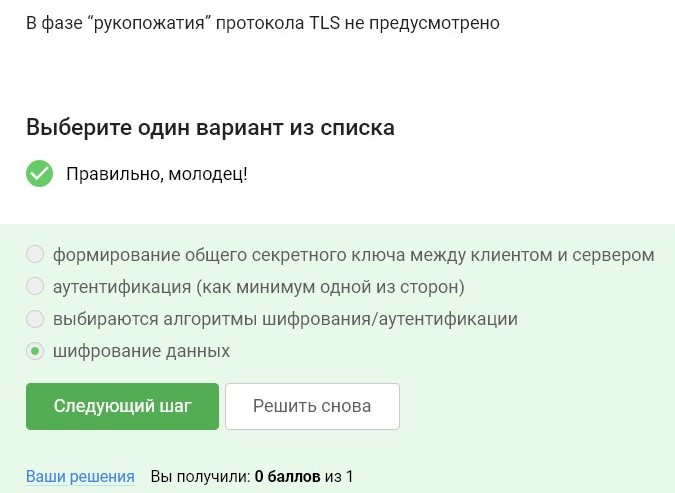 В фазе “рукопожатия” протокола TLS не предусмотрено
Выберите один вариант из списка
Правильно, молодец!
формирование общего секретного ключа между клиентом и сервером
аутентификация (как минимум одной из сторон)
выбираются алгоритмы шифрования/аутентификации
шифрование данных
Следующий шаг Решить снова
Ваши решения Вы получили: 0 баллов из 1